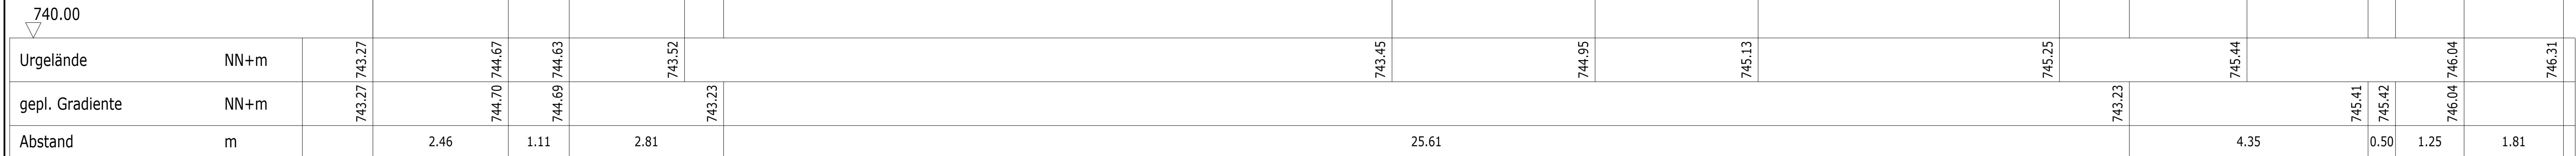 740.00
Urgelände NN+m 743.27 744.67 744.63 743.52 743.45 744.95 745.13 745.25 745.44 746.04 746.31
gepl. Gradiente NN+m 743.27 744.70 744.69 743.23 743.23 745.41 745.42 746.04
Abstand m 2.46 1.11 2.81 25.61 4.35 0.50 1.25 1.81